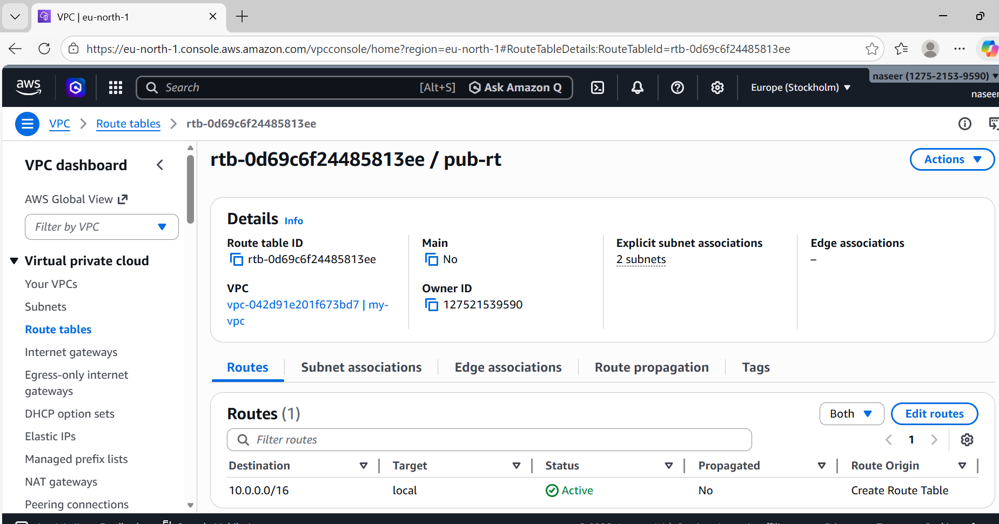 VPC | eu-north-1
https://eu-north-1.console.aws.amazon.com/vpcconsole/home?region=eu-north-1#RouteTableDetails:RouteTableId=rtb-0d69c6f24485813ee
aws
Search
[Alt+S]
Ask Amazon Q
Europe (Stockholm)
naseer (1275-2153-9590)
naseer
VPC
Route tables
rtb-0d69c6f24485813ee
VPC dashboard
AWS Global View
Filter by VPC
Virtual private cloud
Your VPCs
Subnets
Route tables
Internet gateways
Egress-only internet
gateways
DHCP option sets
Elastic IPs
Managed prefix lists
NAT gateways
Peering connections
rtb-0d69c6f24485813ee / pub-rt
Actions
Details Info
Route table ID
rtb-0d69c6f24485813ee
Main
No
Explicit subnet associations
2 subnets
Edge associations
–
VPC
vpc-042d91e201f673bd7 | my-
vpc
Owner ID
127521539590
Routes
Subnet associations
Edge associations
Route propagation
Tags
Routes (1)
Both
Edit routes
Filter routes
1
Destination
Target
Status
Propagated
Route Origin
10.0.0.0/16
local
Active
No
Create Route Table